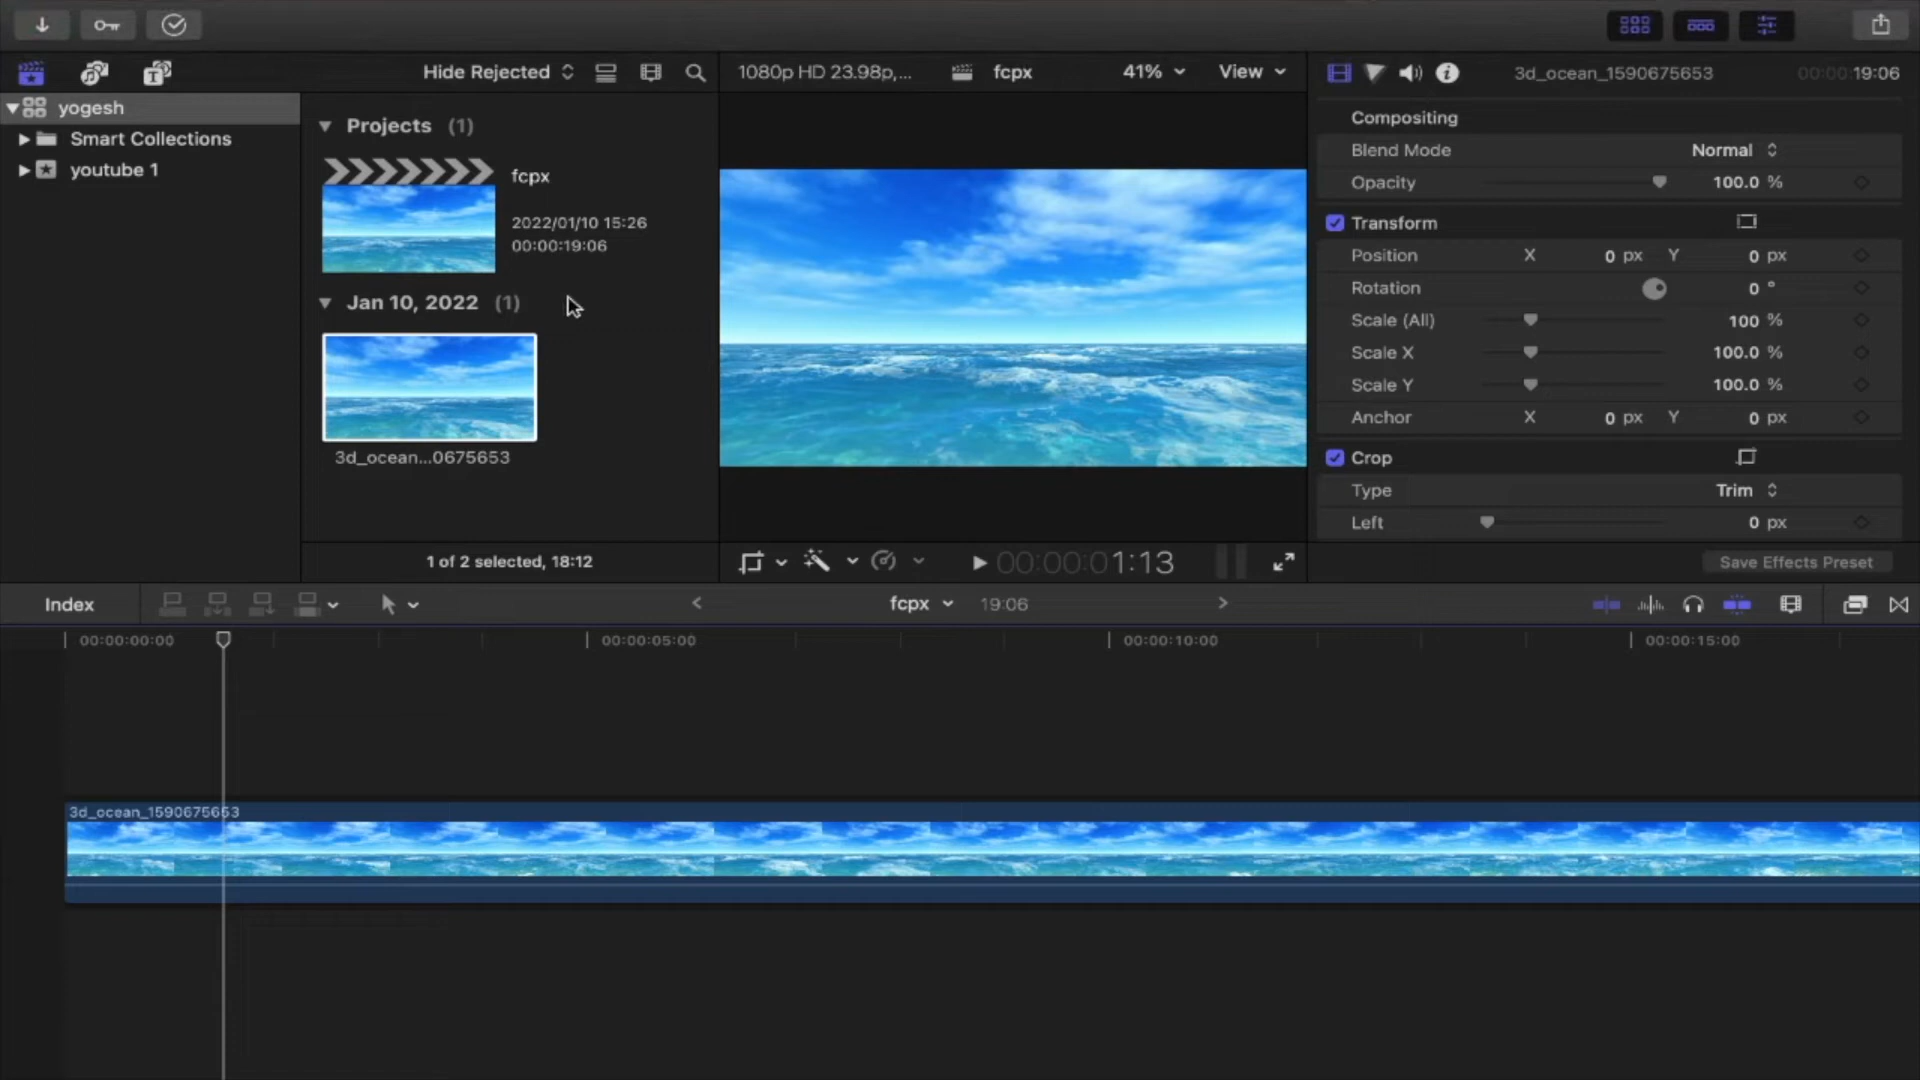 Hide Rejected
1080p HD 23.98p,...
fcpx
41%
View
3d_ocean_1590675653
00:00:19:06
yogesh
Smart Collections
youtube 1
Projects (1)
fcpx
2022/01/10 15:26
00:00:19:06
Jan 10, 2022 (1)
3d_ocean...0675653
1 of 2 selected, 18:12
00:00:01:13
Compositing
Blend Mode Normal
Opacity 100.0 %
Transform
Position X 0 px Y 0 px
Rotation 0 °
Scale (All) 100 %
Scale X 100.0 %
Scale Y 100.0 %
Anchor X 0 px Y 0 px
Crop
Type Trim
Left 0 px
Save Effects Preset
Index
fcpx 19:06
00:00:00:00 00:00:05:00 00:00:10:00 00:00:15:00
3d_ocean_1590675653